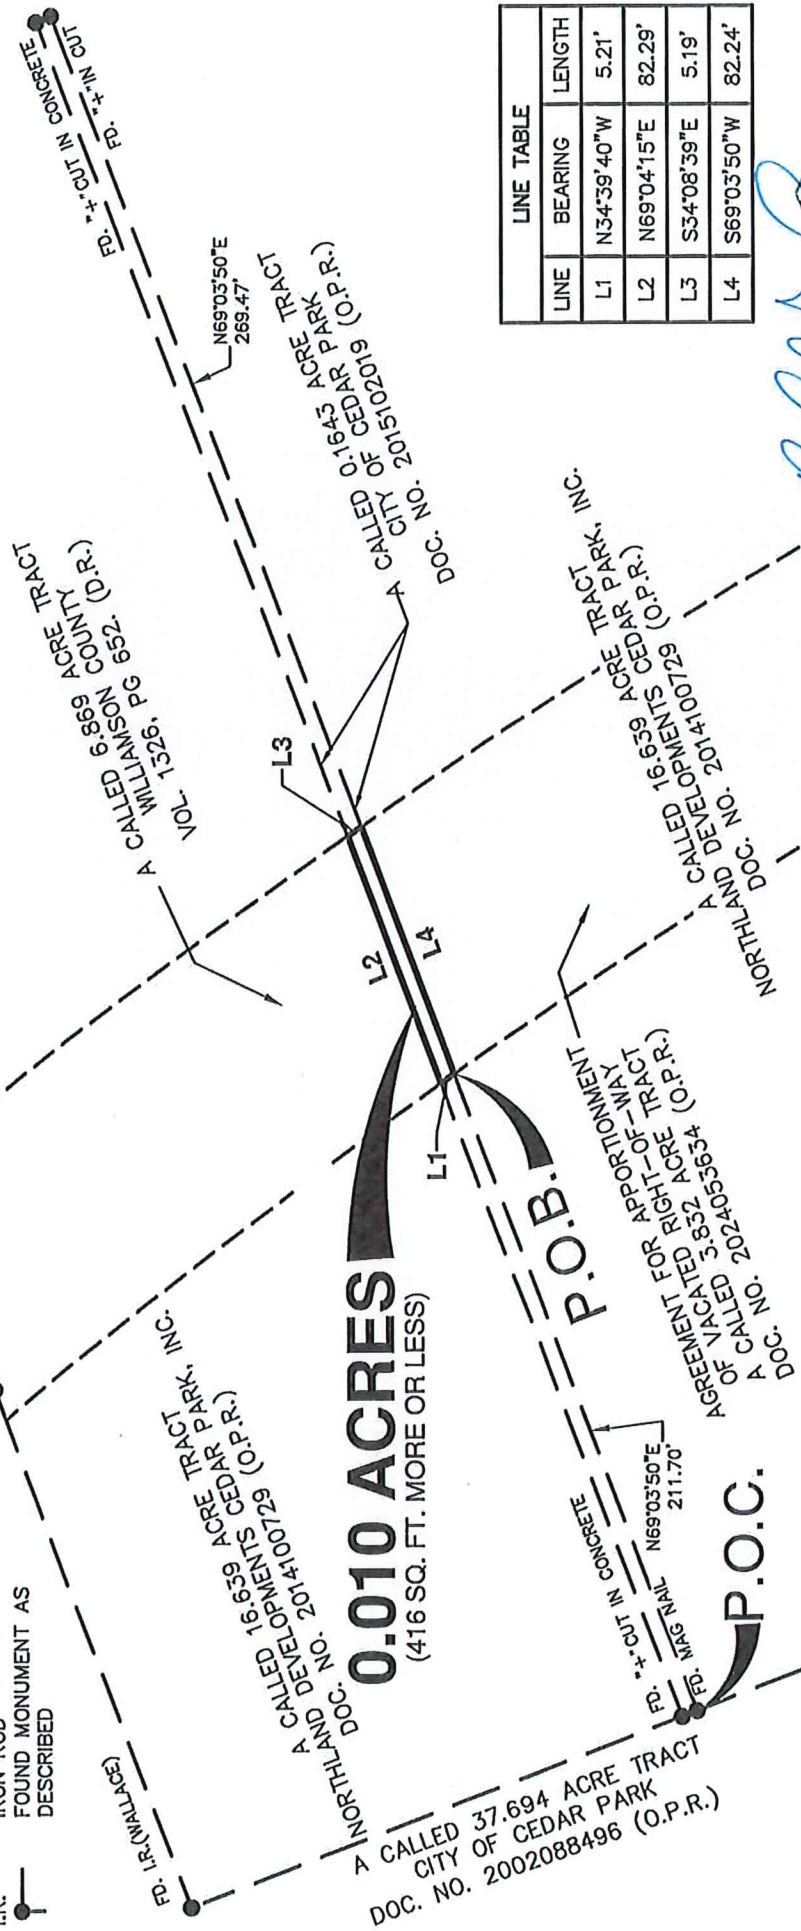 IRON ROD
FOUND MONUMENT AS
DESCRIBED
FD. I.R.(WALLACE)
A CALLED 6.869 ACRE TRACT
WILLIAMSON COUNTY
VOL. 1326, PG 652. (D.R.)
FD. "+"CUT IN CONCRETE
FD. "+"IN CUT
N69°03'50"E
269.47'
A CALLED 0.1643 ACRE TRACT
CITY OF CEDAR PARK
DOC. NO. 2015102019 (O.P.R.)
A CALLED 16.639 ACRE TRACT
NORTHLAND DEVELOPMENTS CEDAR PARK, INC.
DOC. NO. 2014100729 (O.P.R.)
0.010 ACRES
(416 SQ. FT. MORE OR LESS)
L1
L2
L3
L4
P.O.B.
FD. "+"CUT IN CONCRETE
FD. MAG NAIL
N69°03'50"E
211.70'
P.O.C.
A CALLED 37.694 ACRE TRACT
CITY OF CEDAR PARK
DOC. NO. 2002088496 (O.P.R.)
AGREEMENT FOR APPORTIONMENT
OF VACATED RIGHT-OF-WAY
A CALLED 3.832 ACRE TRACT
DOC. NO. 2024053634 (O.P.R.)
A CALLED 16.639 ACRE TRACT
NORTHLAND DEVELOPMENTS CEDAR PARK, INC.
DOC. NO. 2014100729 (O.P.R.)
LINE TABLE
LINE BEARING LENGTH
L1 N34°39'40"W 5.21'
L2 N69°04'15"E 82.29'
L3 S34°08'39"E 5.19'
L4 S69°03'50"W 82.24'